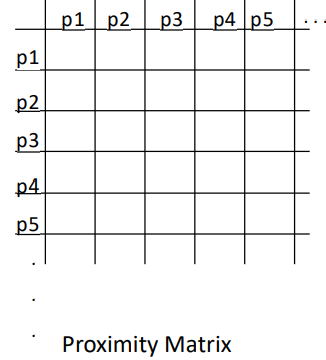 p1 p2 p3 p4 p5 ...
p1
p2
p3
p4
p5
.
.
.
Proximity Matrix